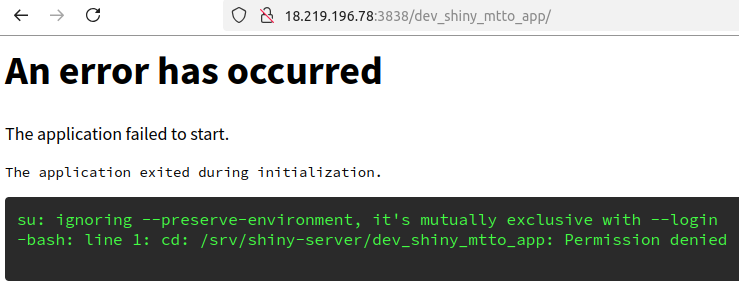 18.219.196.78:3838/dev_shiny_mtto_app/
An error has occurred
The application failed to start.
The application exited during initialization.
su: ignoring --preserve-environment, it's mutually exclusive with --login
-bash: line 1: cd: /srv/shiny-server/dev_shiny_mtto_app: Permission denied